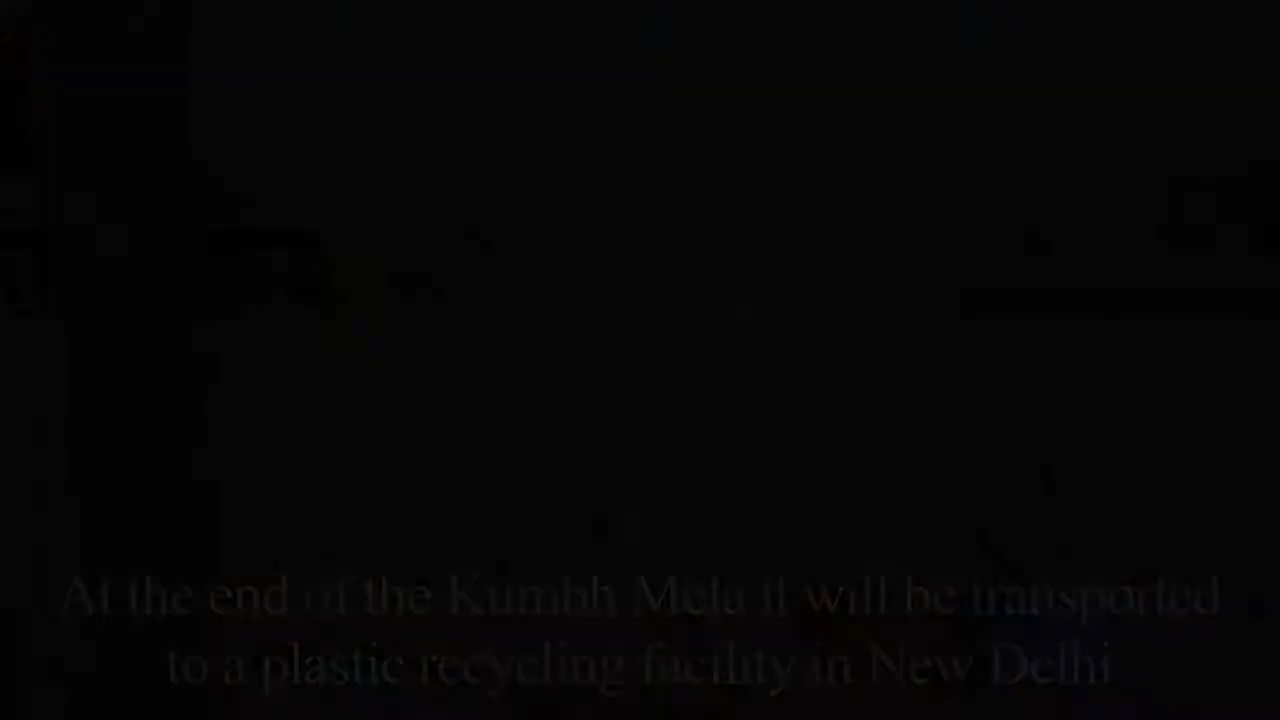 At the end of the Kumbh Mela it will be transported
to a plastic recycling facility in New Delhi